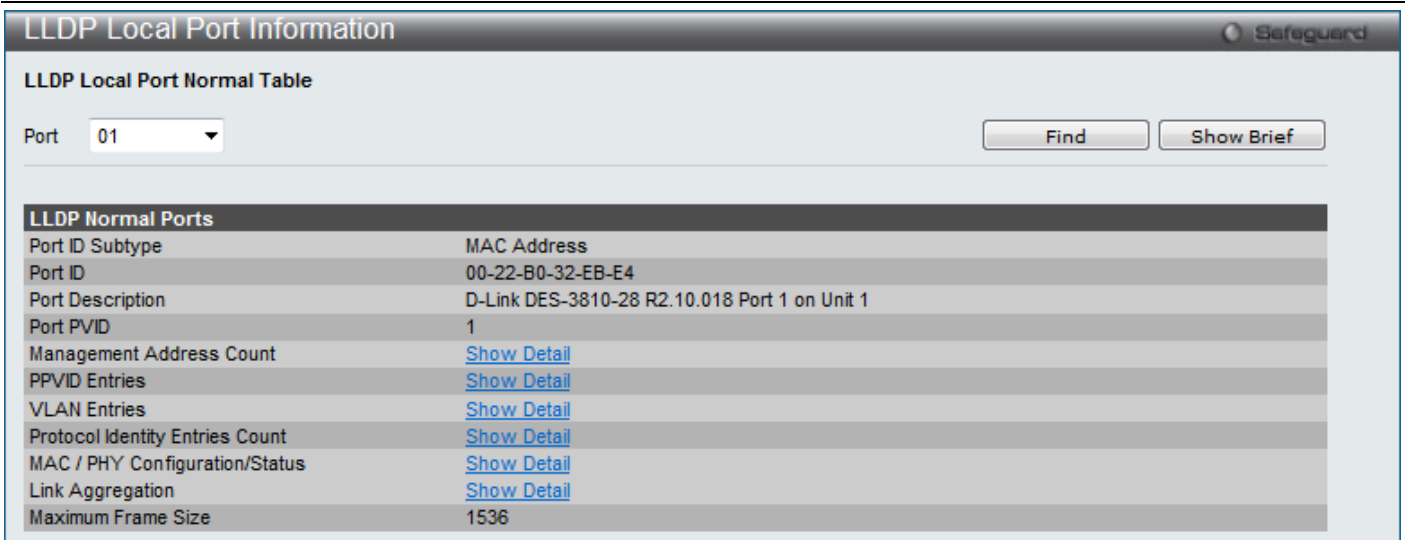 LLDP Local Port Information Safeguard
LLDP Local Port Normal Table
Port 01 Find Show Brief
LLDP Normal Ports
Port ID Subtype MAC Address
Port ID 00-22-B0-32-EB-E4
Port Description D-Link DES-3810-28 R2.10.018 Port 1 on Unit 1
Port PVID 1
Management Address Count Show Detail
PPVID Entries Show Detail
VLAN Entries Show Detail
Protocol Identity Entries Count Show Detail
MAC / PHY Configuration/Status Show Detail
Link Aggregation Show Detail
Maximum Frame Size 1536